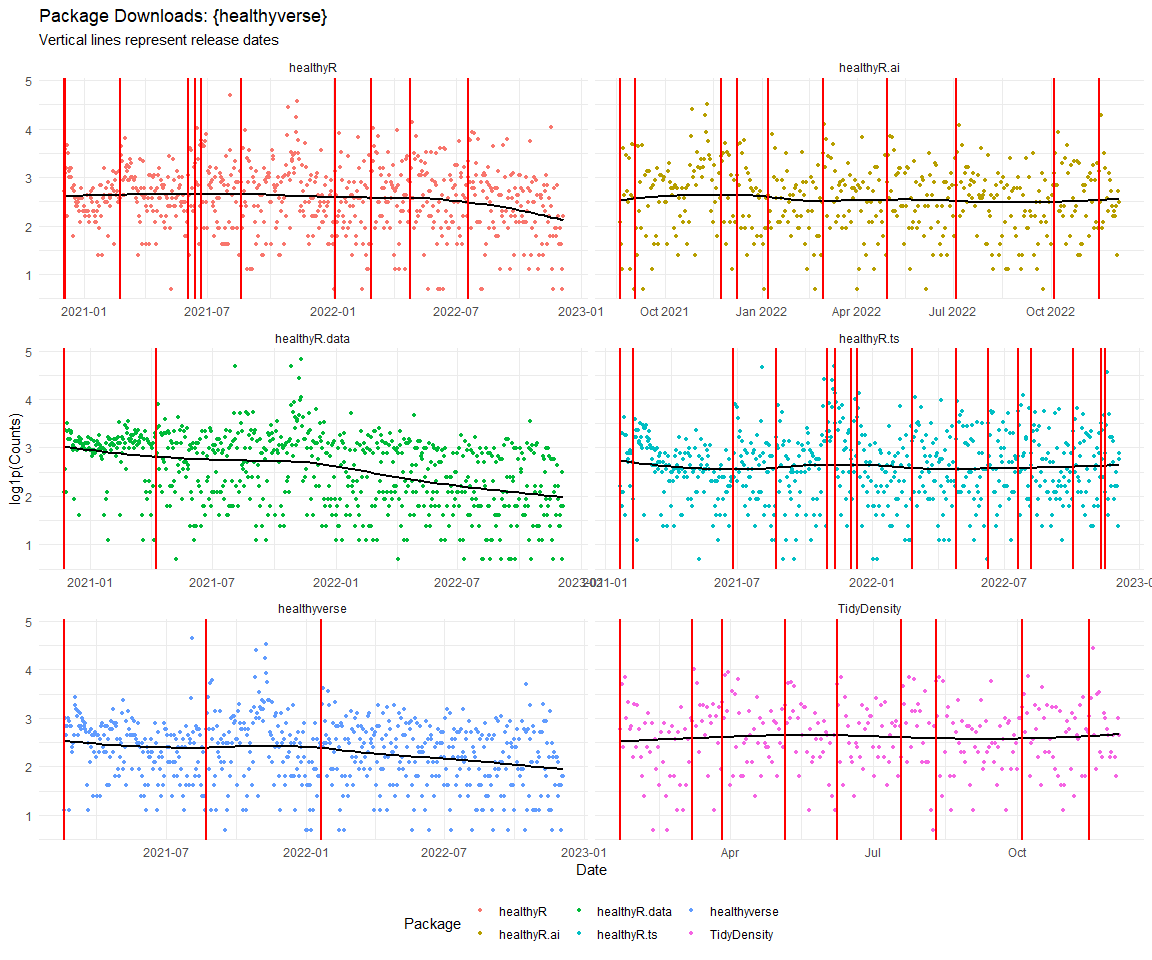 Package Downloads: {healthyverse}
Vertical lines represent release dates
healthyR
healthyR.ai
5
4
3
2
1
2021-01 2021-07 2022-01 2022-07 2023-01
Oct 2021 Jan 2022 Apr 2022 Jul 2022 Oct 2022
healthyR.data
healthyR.ts
5
4
3
2
1
log1p(Counts)
2021-01 2021-07 2022-01 2022-07 2023-01
2021-01 2021-07 2022-01 2022-07 2023-0
healthyverse
TidyDensity
5
4
3
2
1
2021-07 2022-01 2022-07 2023-01
Apr Jul Oct
Date
Package
healthyR healthyR.data healthyverse
healthyR.ai healthyR.ts TidyDensity